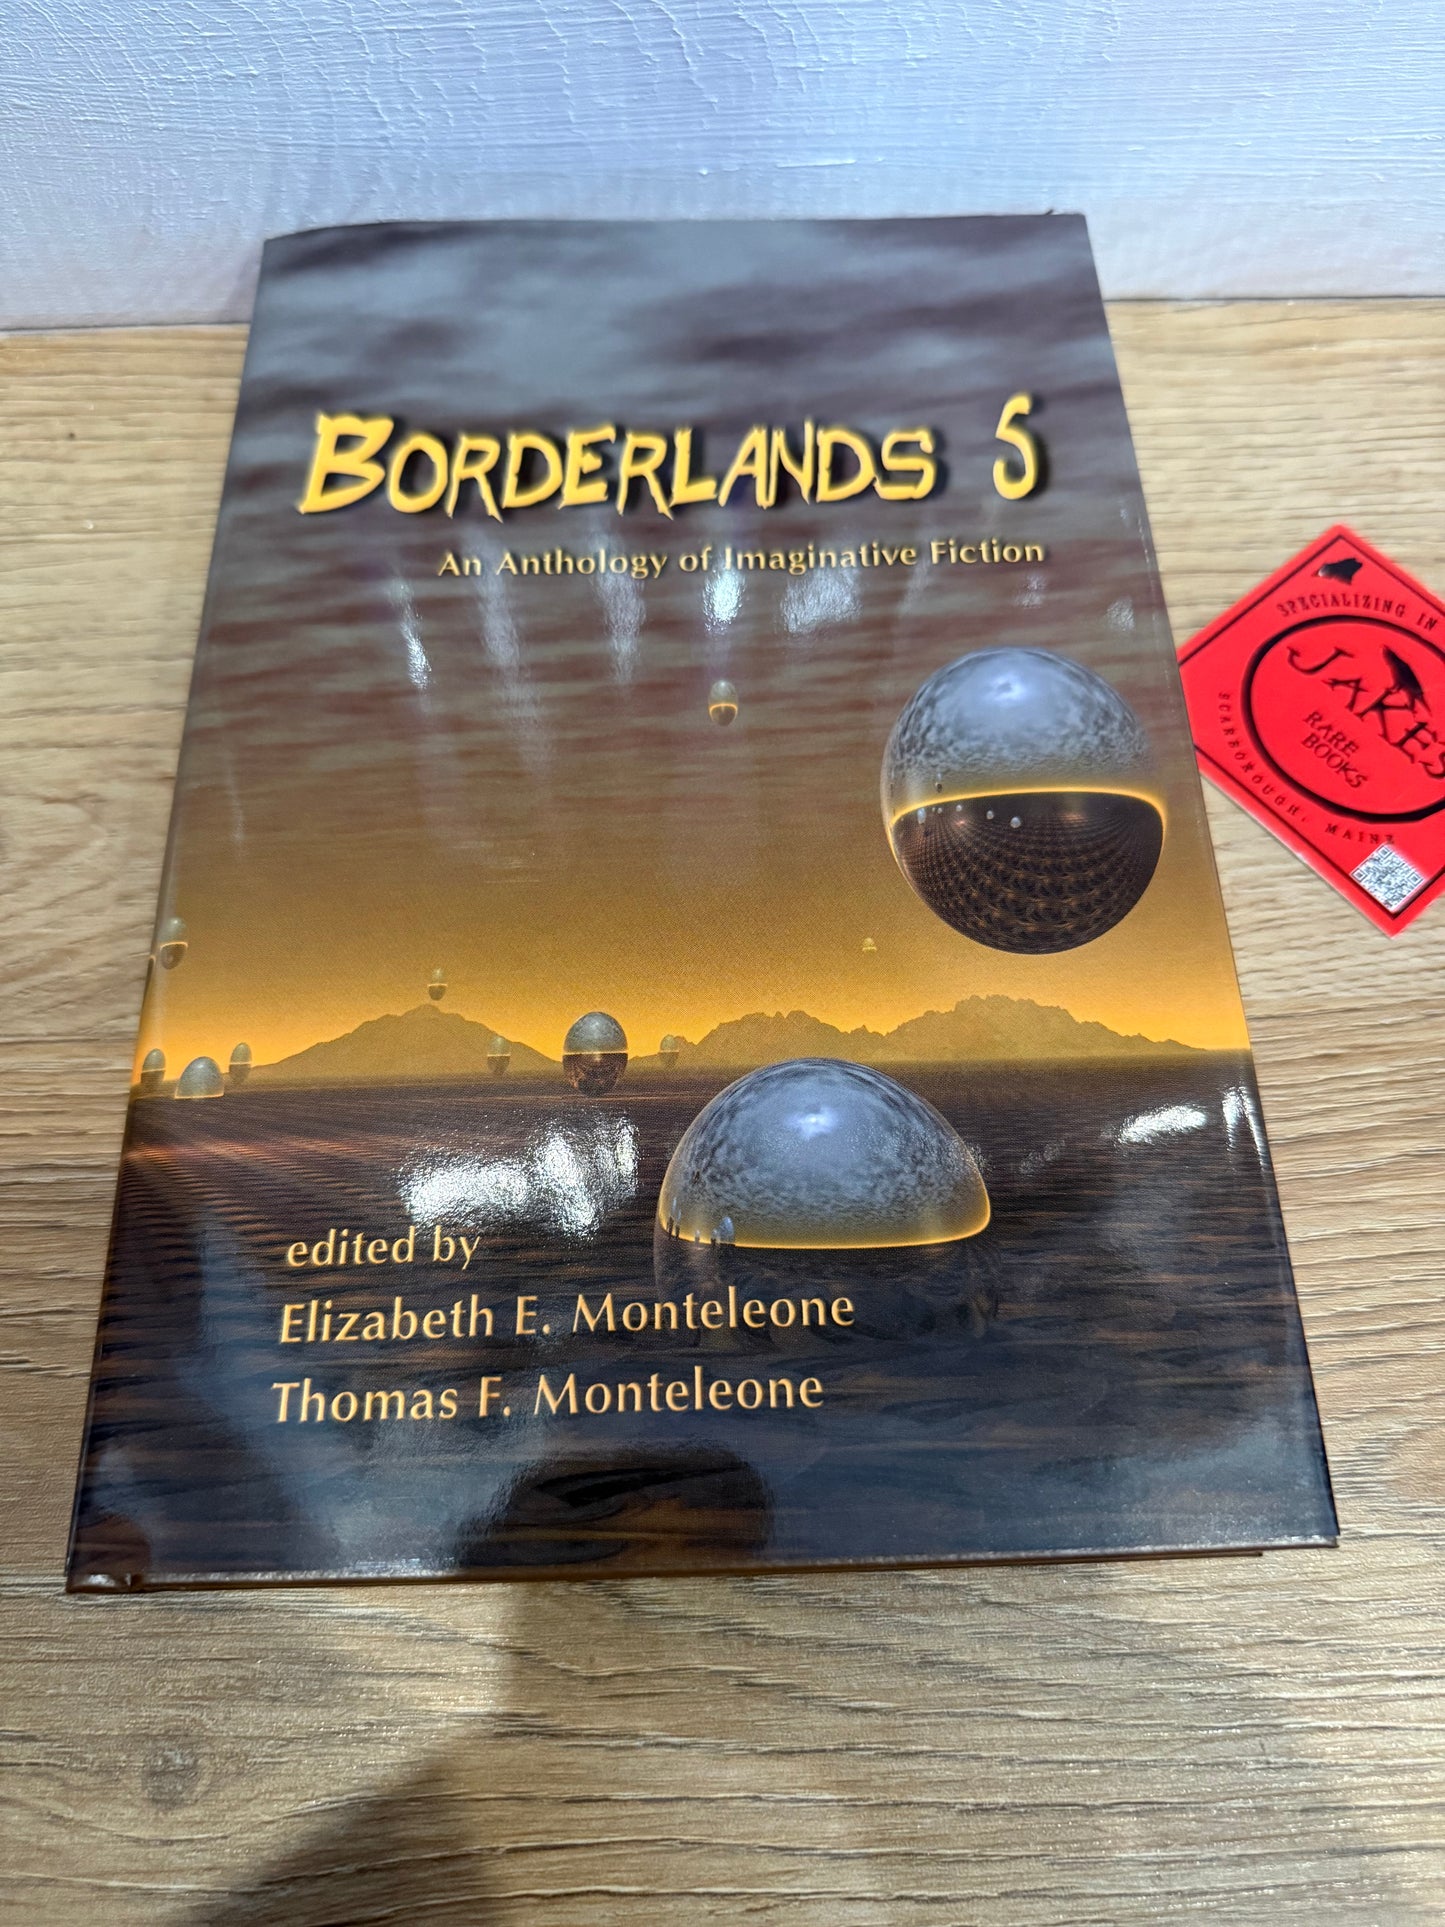 BORDERLANDS 5
An Anthology of Imaginative Fiction
edited by
Elizabeth E. Monteleone
Thomas F. Monteleone
SPECIALIZING IN
JAKES
RARE
BOOKS
SCARBOROUGH, MAINE